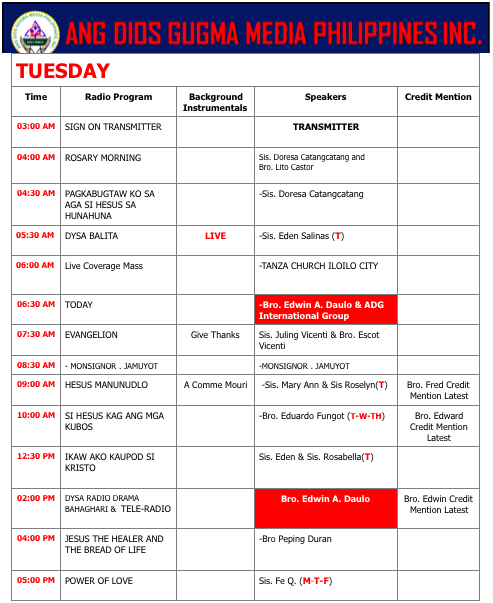 ANG DIOS GUGMA MEDIA PHILIPPINES INC.
TUESDAY
Time Radio Program Background Instrumentals Speakers Credit Mention
03:00 AM SIGN ON TRANSMITTER TRANSMITTER
04:00 AM ROSARY MORNING Sis. Doresa Catangcatang and
Bro. Lito Castor
04:30 AM PAGKABUGTAW KO SA -Sis. Doresa Catangcatang
AGA SI HESUS SA
HUNAHUNA
05:30 AM DYSA BALITA LIVE -Sis. Eden Salinas (T)
06:00 AM Live Coverage Mass -TANZA CHURCH ILOILO CITY
06:30 AM TODAY -Bro. Edwin A. Daulo & ADG
International Group
07:30 AM EVANGELION Give Thanks Sis. Juling Vicenti & Bro. Escot
Vicenti
08:30 AM - MONSIGNOR . JAMUYOT -MONSIGNOR . JAMUYOT
09:00 AM HESUS MANUNUDLO A Comme Mouri -Sis. Mary Ann & Sis Roselyn(T) Bro. Fred Credit
Mention Latest
10:00 AM SI HESUS KAG ANG MGA -Bro. Eduardo Fungot (T-W-TH) Bro. Edward
KUBOS Credit Mention
Latest
12:30 PM IKAW AKO KAUPOD SI Sis. Eden & Sis. Rosabella(T)
KRISTO
02:00 PM DYSA RADIO DRAMA Bro. Edwin A. Daulo Bro. Edwin Credit
BAHAGHARI & TELE-RADIO Mention Latest
04:00 PM JESUS THE HEALER AND -Bro Peping Duran
THE BREAD OF LIFE
05:00 PM POWER OF LOVE Sis. Fe Q. (M-T-F)